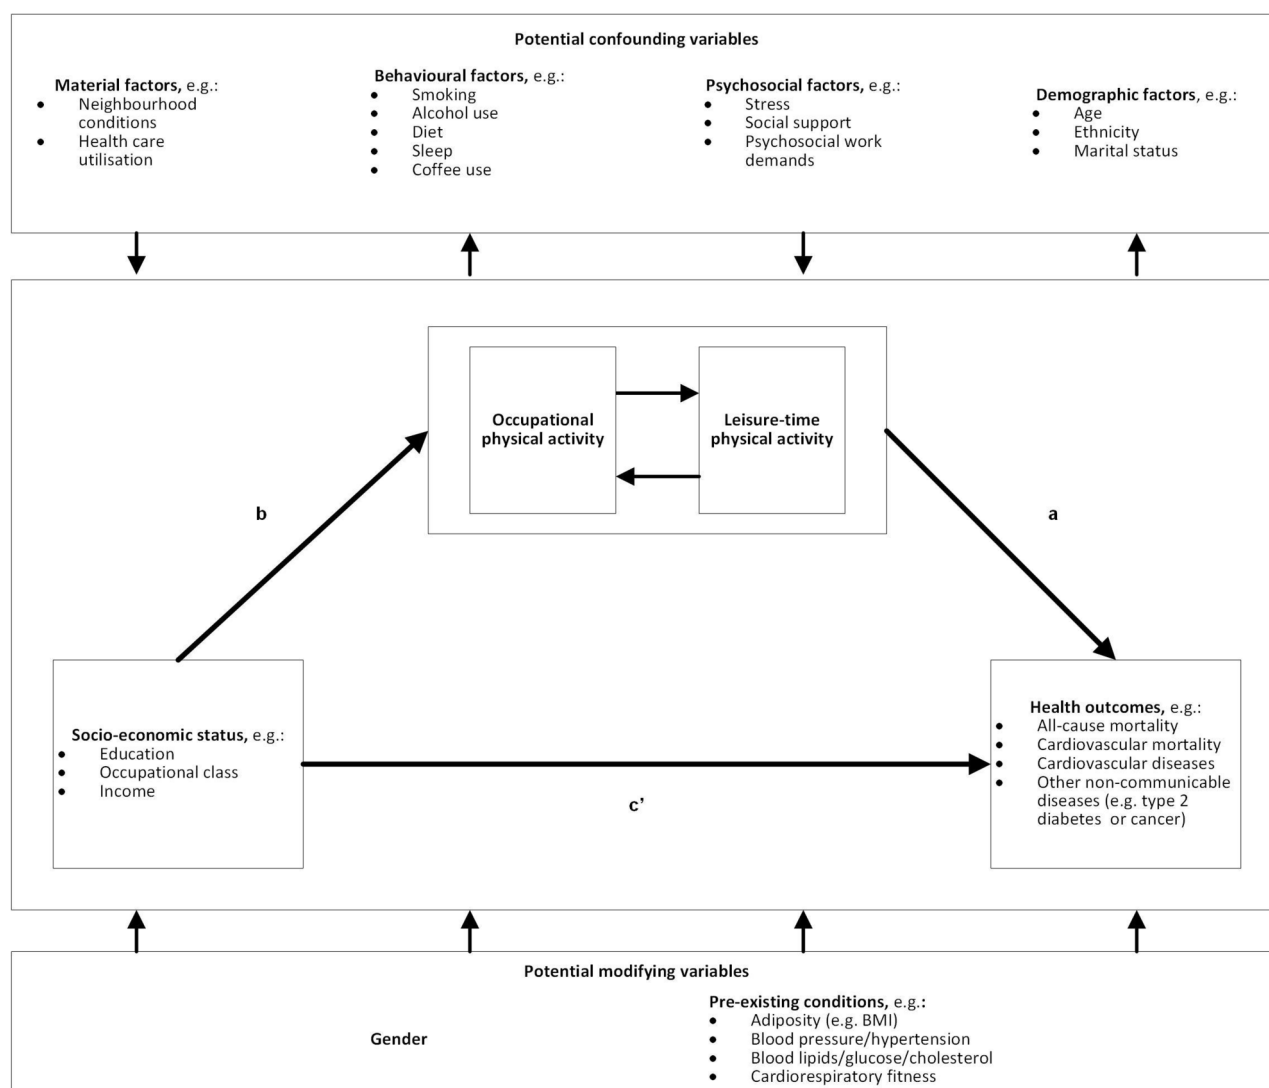 Potential confounding variables
Material factors, e.g.:
• Neighbourhood
conditions
• Health care
utilisation
Behavioural factors, e.g.:
• Smoking
• Alcohol use
• Diet
• Sleep
• Coffee use
Psychosocial factors, e.g.:
• Stress
• Social support
• Psychosocial work
demands
Demographic factors, e.g.:
• Age
• Ethnicity
• Marital status
Occupational
physical activity
Leisure-time
physical activity
b
a
Socio-economic status, e.g.:
• Education
• Occupational class
• Income
c’
Health outcomes, e.g.:
• All-cause mortality
• Cardiovascular mortality
• Cardiovascular diseases
• Other non-communicable
diseases (e.g. type 2
diabetes or cancer)
Potential modifying variables
Gender
Pre-existing conditions, e.g.:
• Adiposity (e.g. BMI)
• Blood pressure/hypertension
• Blood lipids/glucose/cholesterol
• Cardiorespiratory fitness